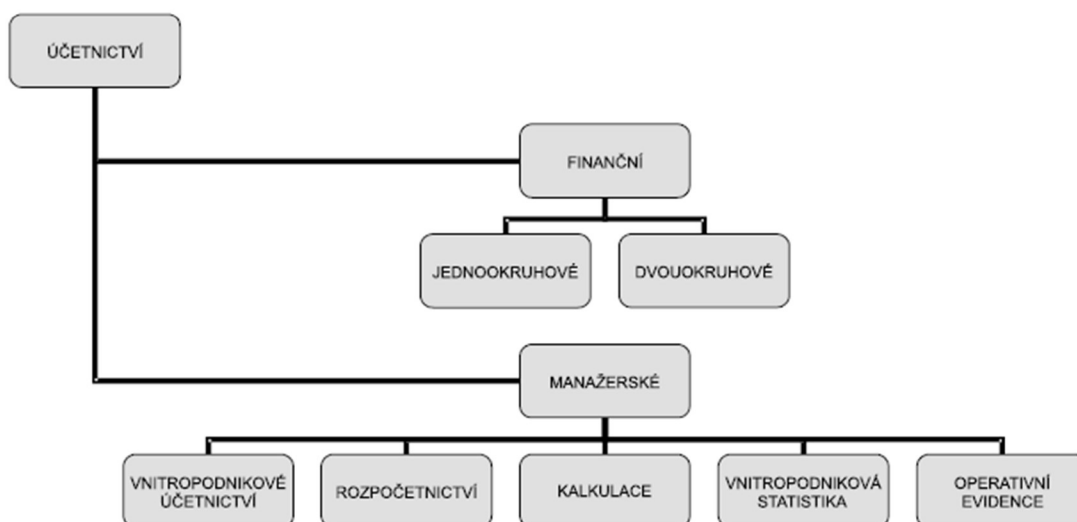 ÚČETNICTVÍ
FINANČNÍ
JEDNOOKRUHOVÉ
DVOUOKRUHOVÉ
MANAŽERSKÉ
VNITROPODNIKOVÉ
ÚČETNICTVÍ
ROZPOČETNICTVÍ
KALKULACE
VNITROPODNIKOVÁ
STATISTIKA
OPERATIVNÍ
EVIDENCE